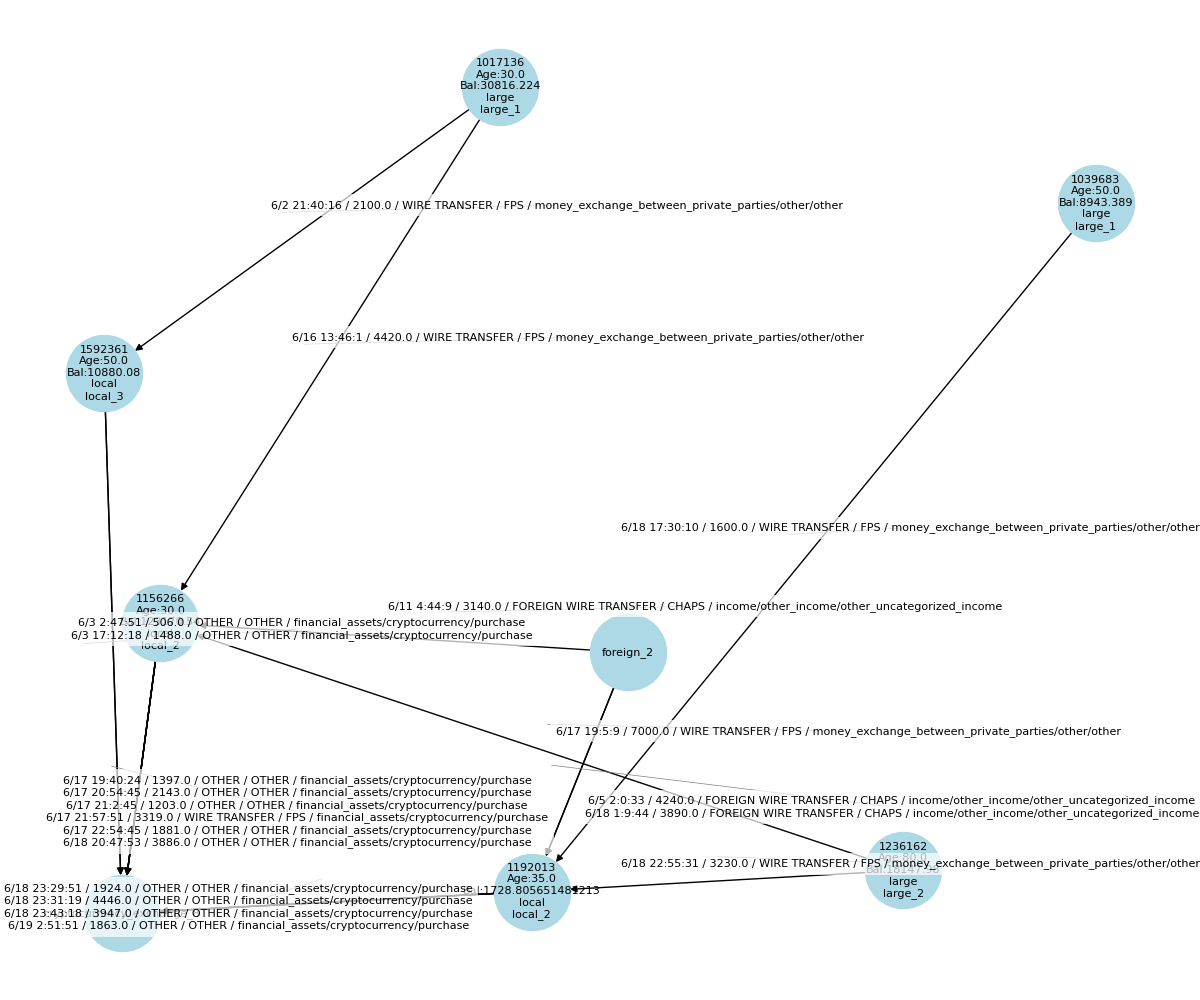 1017136
Age:30.0
Bal:30816.224
large
large_1
1039683
Age:50.0
Bal:8943.389
large
large_1
6/2 21:40:16 / 2100.0 / WIRE TRANSFER / FPS / money_exchange_between_private_parties/other/other
6/16 13:46:1 / 4420.0 / WIRE TRANSFER / FPS / money_exchange_between_private_parties/other/other
1592361
Age:50.0
Bal:10880.08
local
local_3
6/18 17:30:10 / 1600.0 / WIRE TRANSFER / FPS / money_exchange_between_private_parties/other/other
1156266
Age:30.0
local_2
6/11 4:44:9 / 3140.0 / FOREIGN WIRE TRANSFER / CHAPS / income/other_income/other_uncategorized_income
6/3 2:47:51 / 506.0 / OTHER / OTHER / financial_assets/cryptocurrency/purchase
6/3 17:12:18 / 1488.0 / OTHER / OTHER / financial_assets/cryptocurrency/purchase
foreign_2
6/17 19:5:9 / 7000.0 / WIRE TRANSFER / FPS / money_exchange_between_private_parties/other/other
6/17 19:40:24 / 1397.0 / OTHER / OTHER / financial_assets/cryptocurrency/purchase
6/17 20:54:45 / 2143.0 / OTHER / OTHER / financial_assets/cryptocurrency/purchase
6/17 21:2:45 / 1203.0 / OTHER / OTHER / financial_assets/cryptocurrency/purchase
6/17 21:57:51 / 3319.0 / WIRE TRANSFER / FPS / financial_assets/cryptocurrency/purchase
6/17 22:54:45 / 1881.0 / OTHER / OTHER / financial_assets/cryptocurrency/purchase
6/18 20:47:53 / 3886.0 / OTHER / OTHER / financial_assets/cryptocurrency/purchase
6/5 2:0:33 / 4240.0 / FOREIGN WIRE TRANSFER / CHAPS / income/other_income/other_uncategorized_income
6/18 1:9:44 / 3890.0 / FOREIGN WIRE TRANSFER / CHAPS / income/other_income/other_uncategorized_income
1236162
Age:80.0
large
large_2
6/18 22:55:31 / 3230.0 / WIRE TRANSFER / FPS / money_exchange_between_private_parties/other/other
1192013
Age:35.0
local
local_2
6/18 23:29:51 / 1924.0 / OTHER / OTHER / financial_assets/cryptocurrency/purchase
6/18 23:31:19 / 4446.0 / OTHER / OTHER / financial_assets/cryptocurrency/purchase
6/18 23:43:18 / 3947.0 / OTHER / OTHER / financial_assets/cryptocurrency/purchase
6/19 2:51:51 / 1863.0 / OTHER / OTHER / financial_assets/cryptocurrency/purchase